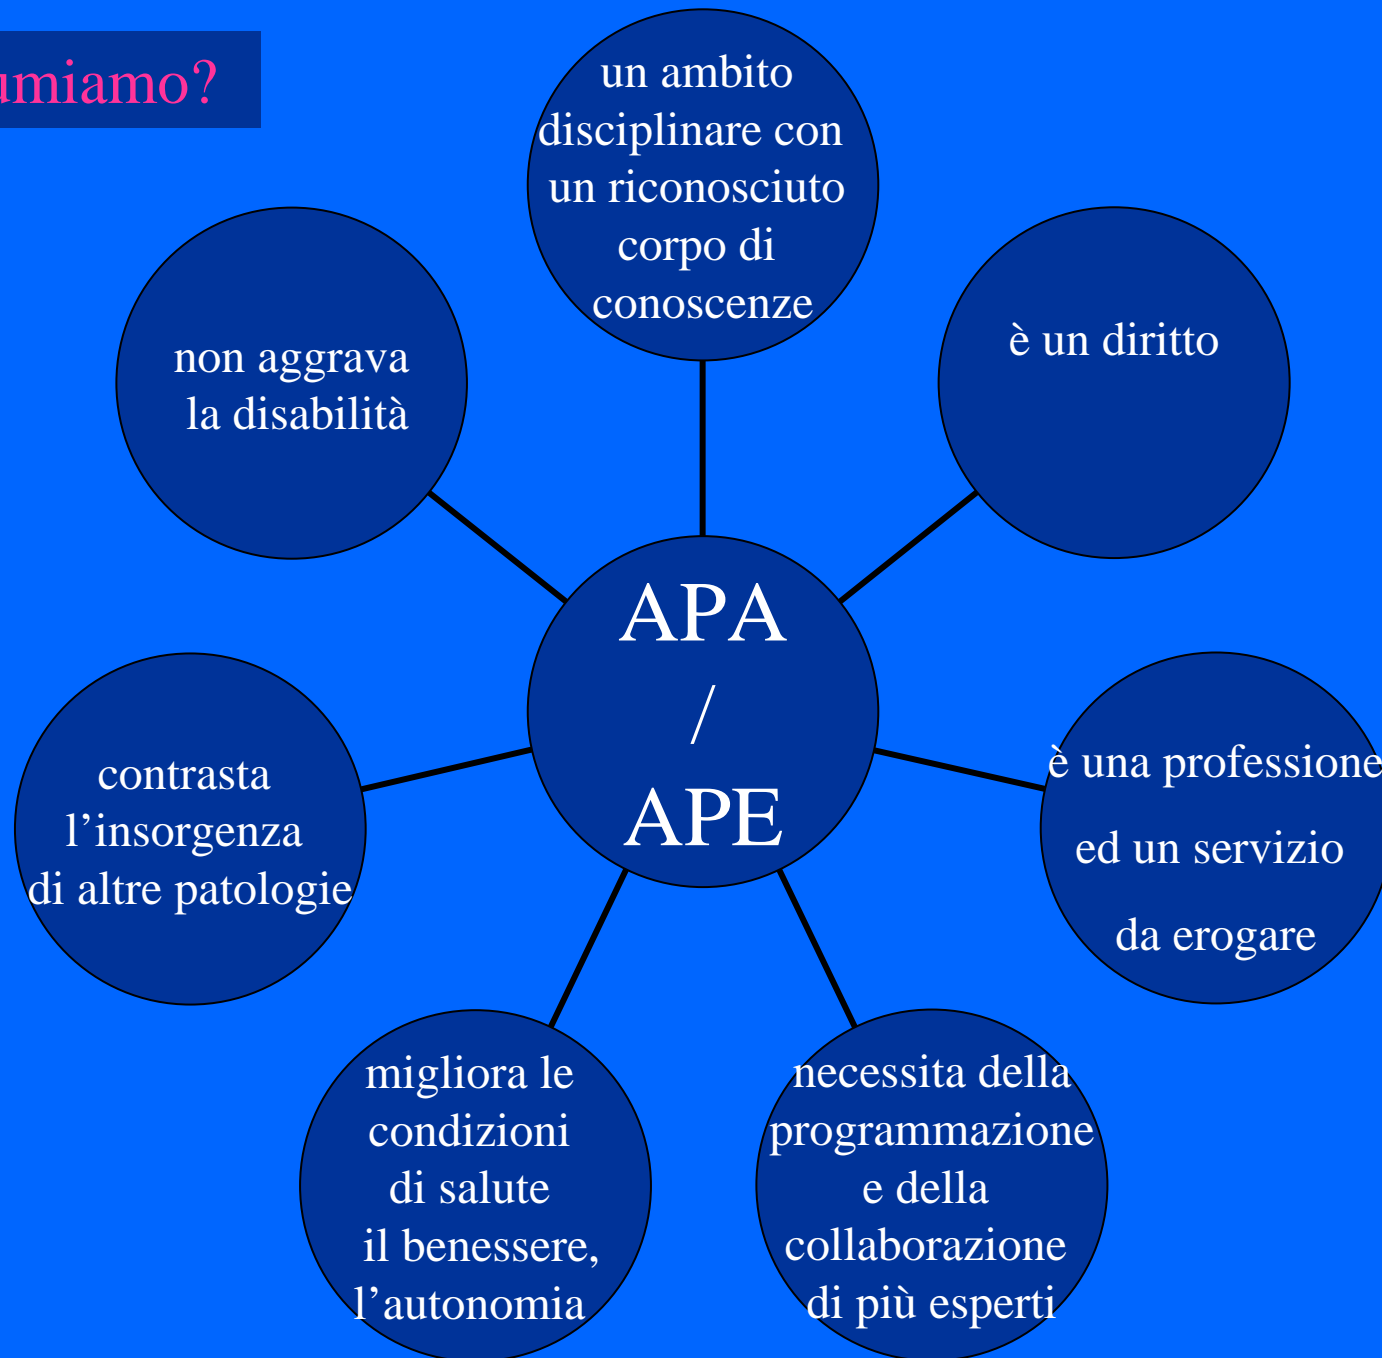 umiamo?
un ambito
disciplinare con
un riconosciuto
corpo di
conoscenze
è un diritto
è una professione
ed un servizio
da erogare
necessita della
programmazione
e della
collaborazione
di più esperti
migliora le
condizioni
di salute
il benessere,
l’autonomia
contrasta
l’insorgenza
di altre patologie
non aggrava
la disabilità
APA
/
APE